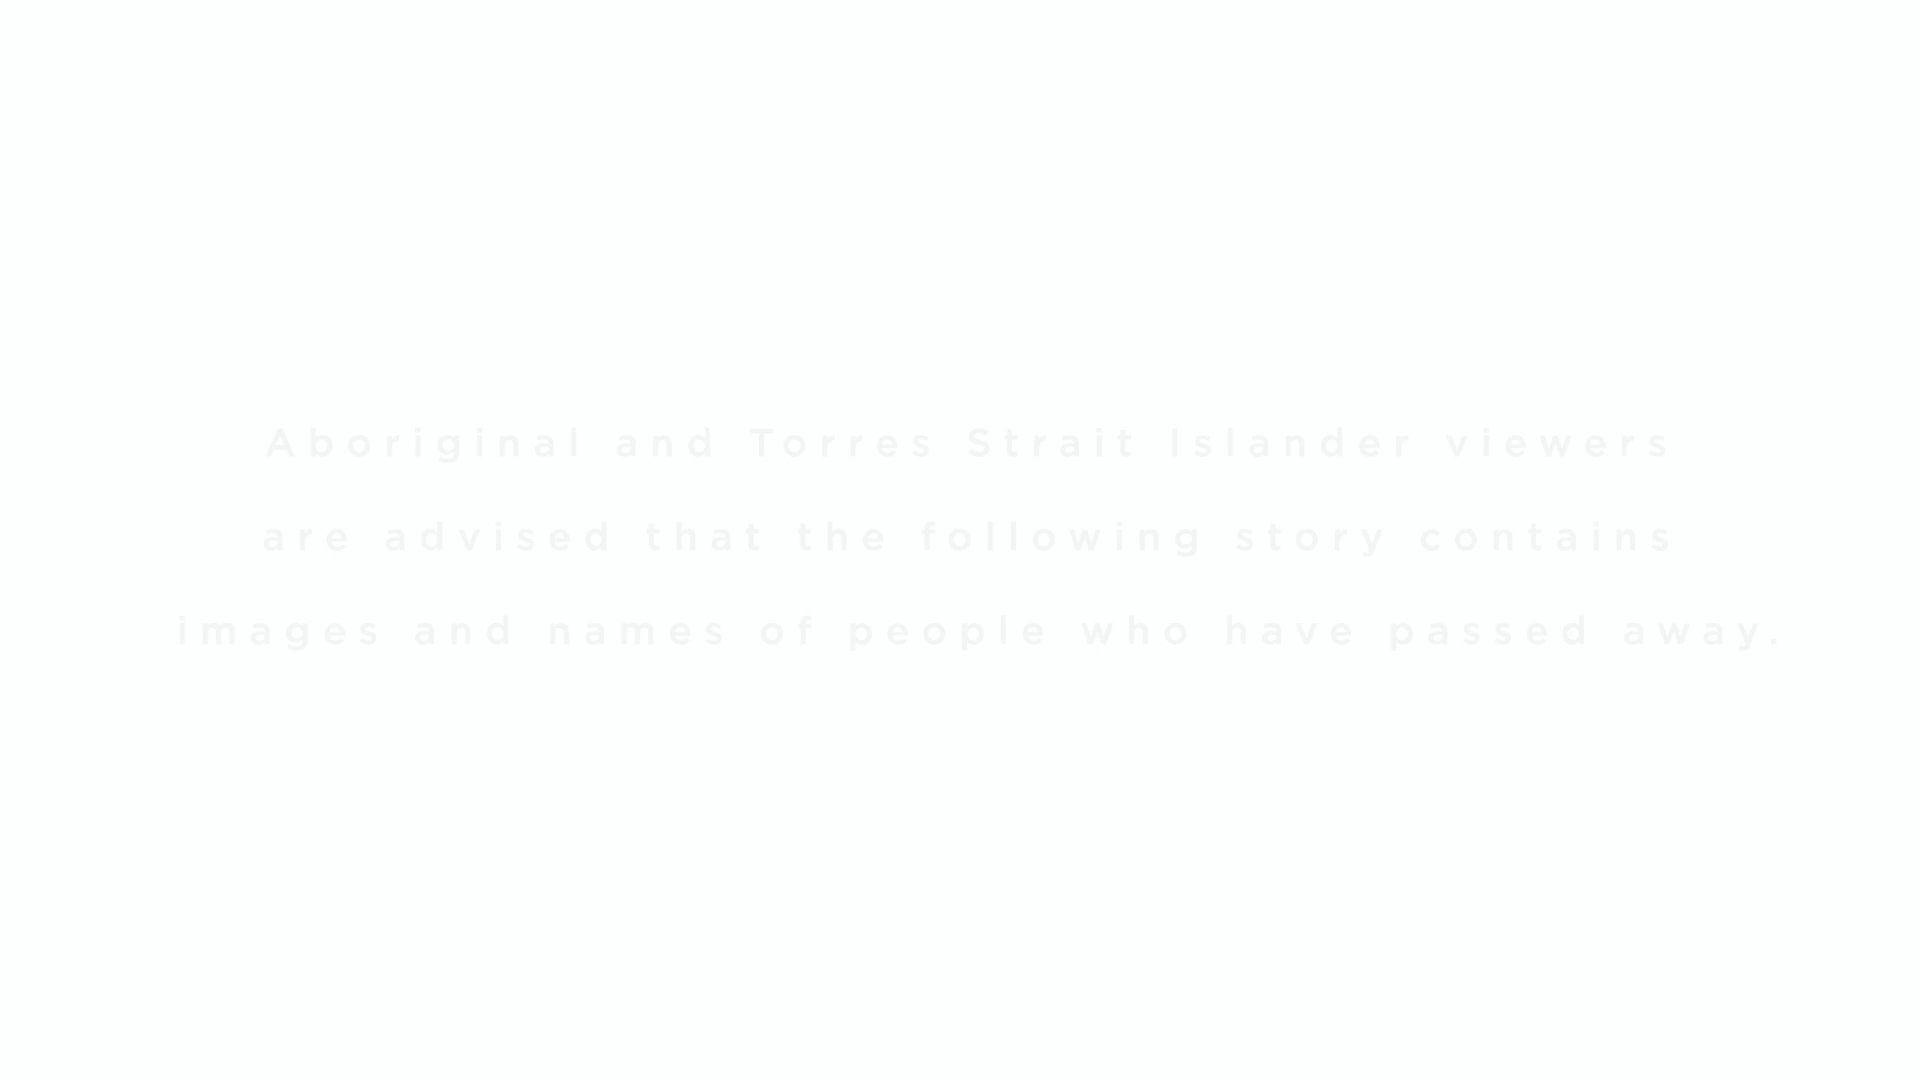 Aboriginal and Torres Strait Islander viewers
are advised that the following story contains
images and names of people who have passed away.